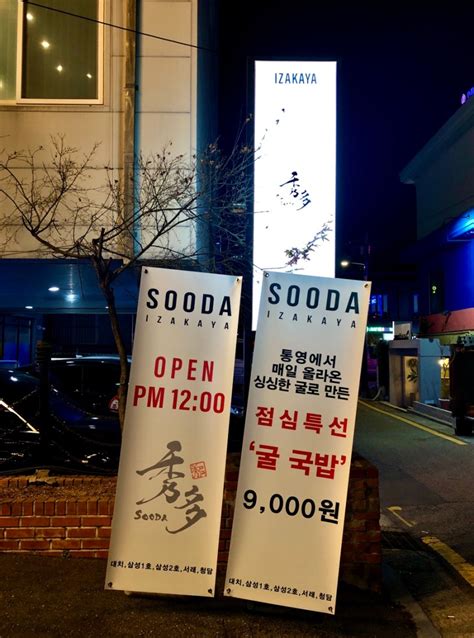 IZAKAYA
秀多
SOODA
IZAKAYA
OPEN
PM 12:00
秀多
SOODA
대치,삼성1호,삼성2호,서래,청담
SOODA
IZAKAYA
통영에서
매일 올라온
싱싱한 굴로 만든
점심특선
'굴 국밥'
9,000원
대치,삼성1호,삼성2호,서래,청담